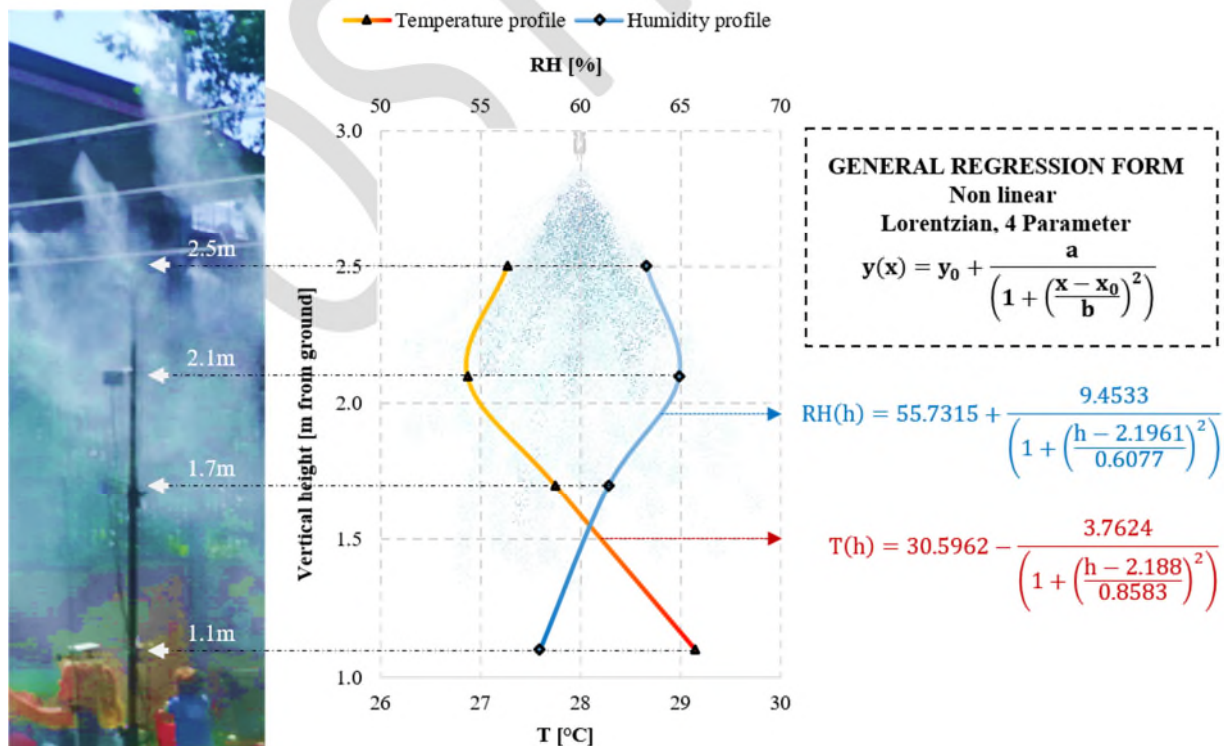 Temperature profile
Humidity profile
RH [%]
50 55 60 65 70
3.0
2.5
2.0
1.5
1.0
Vertical height [m from ground]
26 27 28 29 30
T [°C]
2.5m
2.1m
1.7m
1.1m
GENERAL REGRESSION FORM
Non linear
Lorentzian, 4 Parameter
y(x) = y₀ + a / (1 + ((x − x₀) / b)²)
RH(h) = 55.7315 + 9.4533 / (1 + ((h − 2.1961) / 0.6077)²)
T(h) = 30.5962 − 3.7624 / (1 + ((h − 2.188) / 0.8583)²)